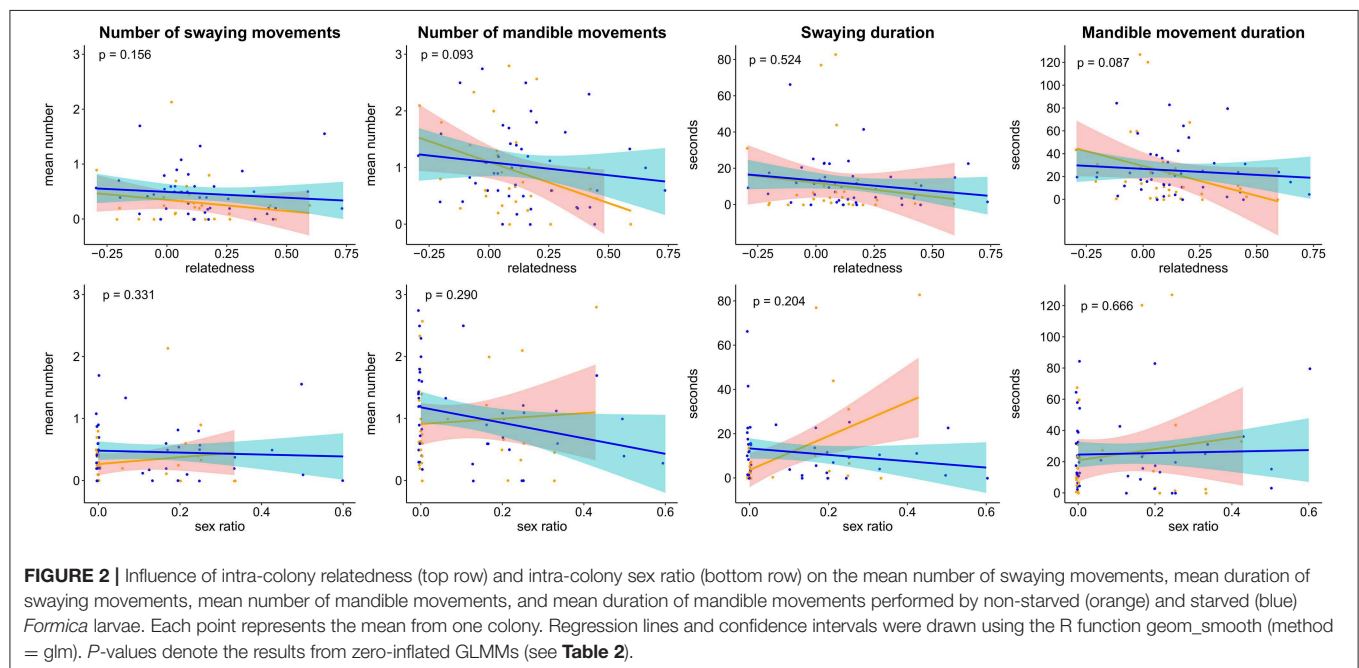 Number of swaying movements
Number of mandible movements
Swaying duration
Mandible movement duration
p = 0.156
p = 0.093
p = 0.524
p = 0.087
mean number
mean number
seconds
seconds
3
2
1
0
3
2
1
0
80
60
40
20
0
120
100
80
60
40
20
0
−0.25 0.00 0.25 0.50 0.75
−0.25 0.00 0.25 0.50 0.75
−0.25 0.00 0.25 0.50 0.75
−0.25 0.00 0.25 0.50 0.75
relatedness
relatedness
relatedness
relatedness
p = 0.331
p = 0.290
p = 0.204
p = 0.666
mean number
mean number
seconds
seconds
3
2
1
0
3
2
1
0
80
60
40
20
0
120
100
80
60
40
20
0
0.0 0.2 0.4 0.6
0.0 0.2 0.4 0.6
0.0 0.2 0.4 0.6
0.0 0.2 0.4 0.6
sex ratio
sex ratio
sex ratio
sex ratio
FIGURE 2 | Influence of intra-colony relatedness (top row) and intra-colony sex ratio (bottom row) on the mean number of swaying movements, mean duration of
swaying movements, mean number of mandible movements, and mean duration of mandible movements performed by non-starved (orange) and starved (blue)
Formica larvae. Each point represents the mean from one colony. Regression lines and confidence intervals were drawn using the R function geom_smooth (method
= glm). P-values denote the results from zero-inflated GLMMs (see Table 2).